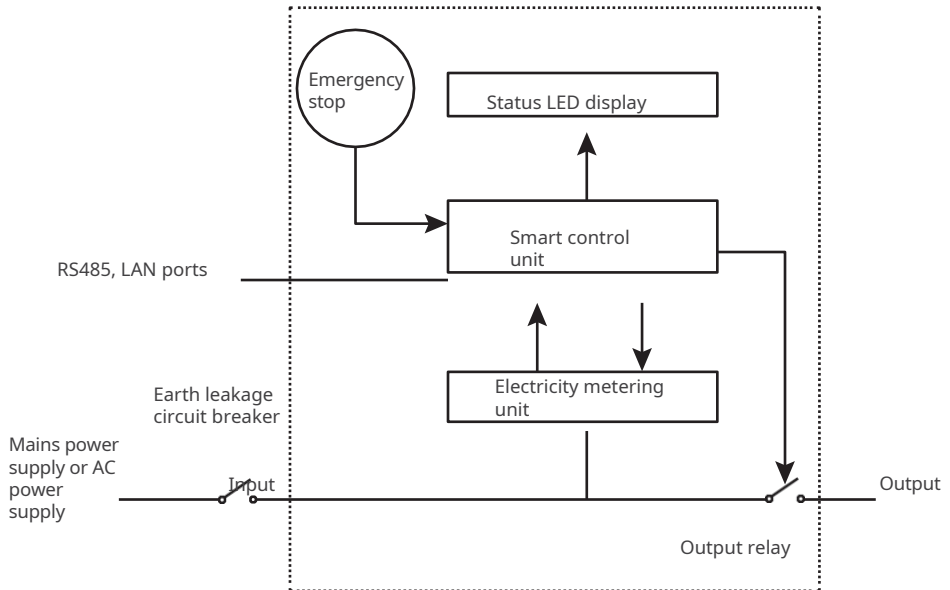 Emergency
stop
Status LED display
Smart control
unit
RS485, LAN ports
Electricity metering
unit
Earth leakage
circuit breaker
Mains power
supply or AC
power
supply
Input
Output
Output relay